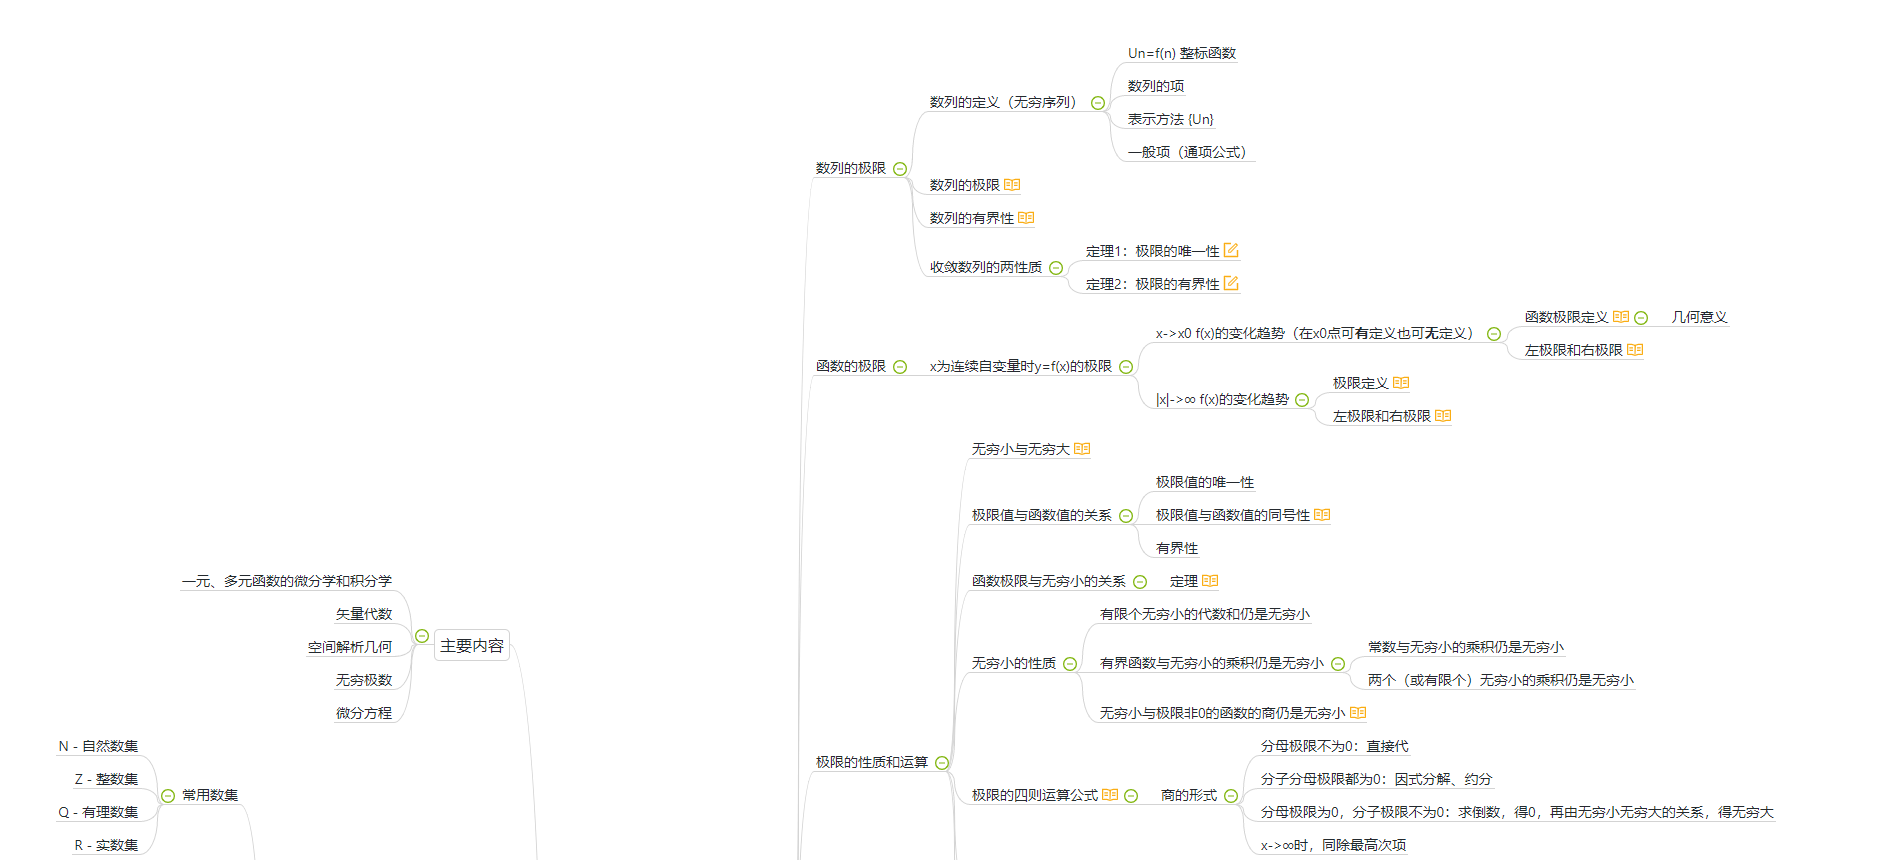 Un=f(n) 整标函数
数列的项
数列的定义（无穷序列）
表示方法 {Un}
一般项（通项公式）
数列的极限
数列的极限
数列的有界性
定理1：极限的唯一性
收敛数列的两性质
定理2：极限的有界性
函数极限定义
几何意义
x->x0 f(x)的变化趋势（在x0点可有定义也可无定义）
左极限和右极限
函数的极限
x为连续自变量时y=f(x)的极限
极限定义
|x|->∞ f(x)的变化趋势
左极限和右极限
无穷小与无穷大
极限值的唯一性
极限值与函数值的关系
极限值与函数值的同号性
有界性
函数极限与无穷小的关系
定理
有限个无穷小的代数和仍是无穷小
无穷小的性质
有界函数与无穷小的乘积仍是无穷小
常数与无穷小的乘积仍是无穷小
两个（或有限个）无穷小的乘积仍是无穷小
无穷小与极限非0的函数的商仍是无穷小
极限的性质和运算
分母极限不为0：直接代
分子分母极限都为0：因式分解、约分
极限的四则运算公式
商的形式
分母极限为0，分子极限不为0：求倒数，得0，再由无穷小无穷大的关系，得无穷大
x->∞时，同除最高次项
一元、多元函数的微分学和积分学
矢量代数
空间解析几何
主要内容
无穷极数
微分方程
N - 自然数集
Z - 整数集
常用数集
Q - 有理数集
R - 实数集